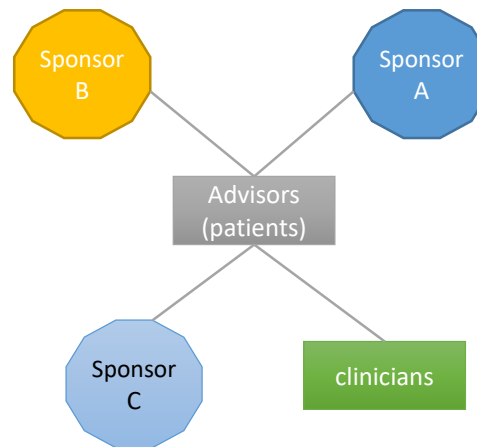 Sponsor
B
Sponsor
A
Advisors
(patients)
Sponsor
C
clinicians